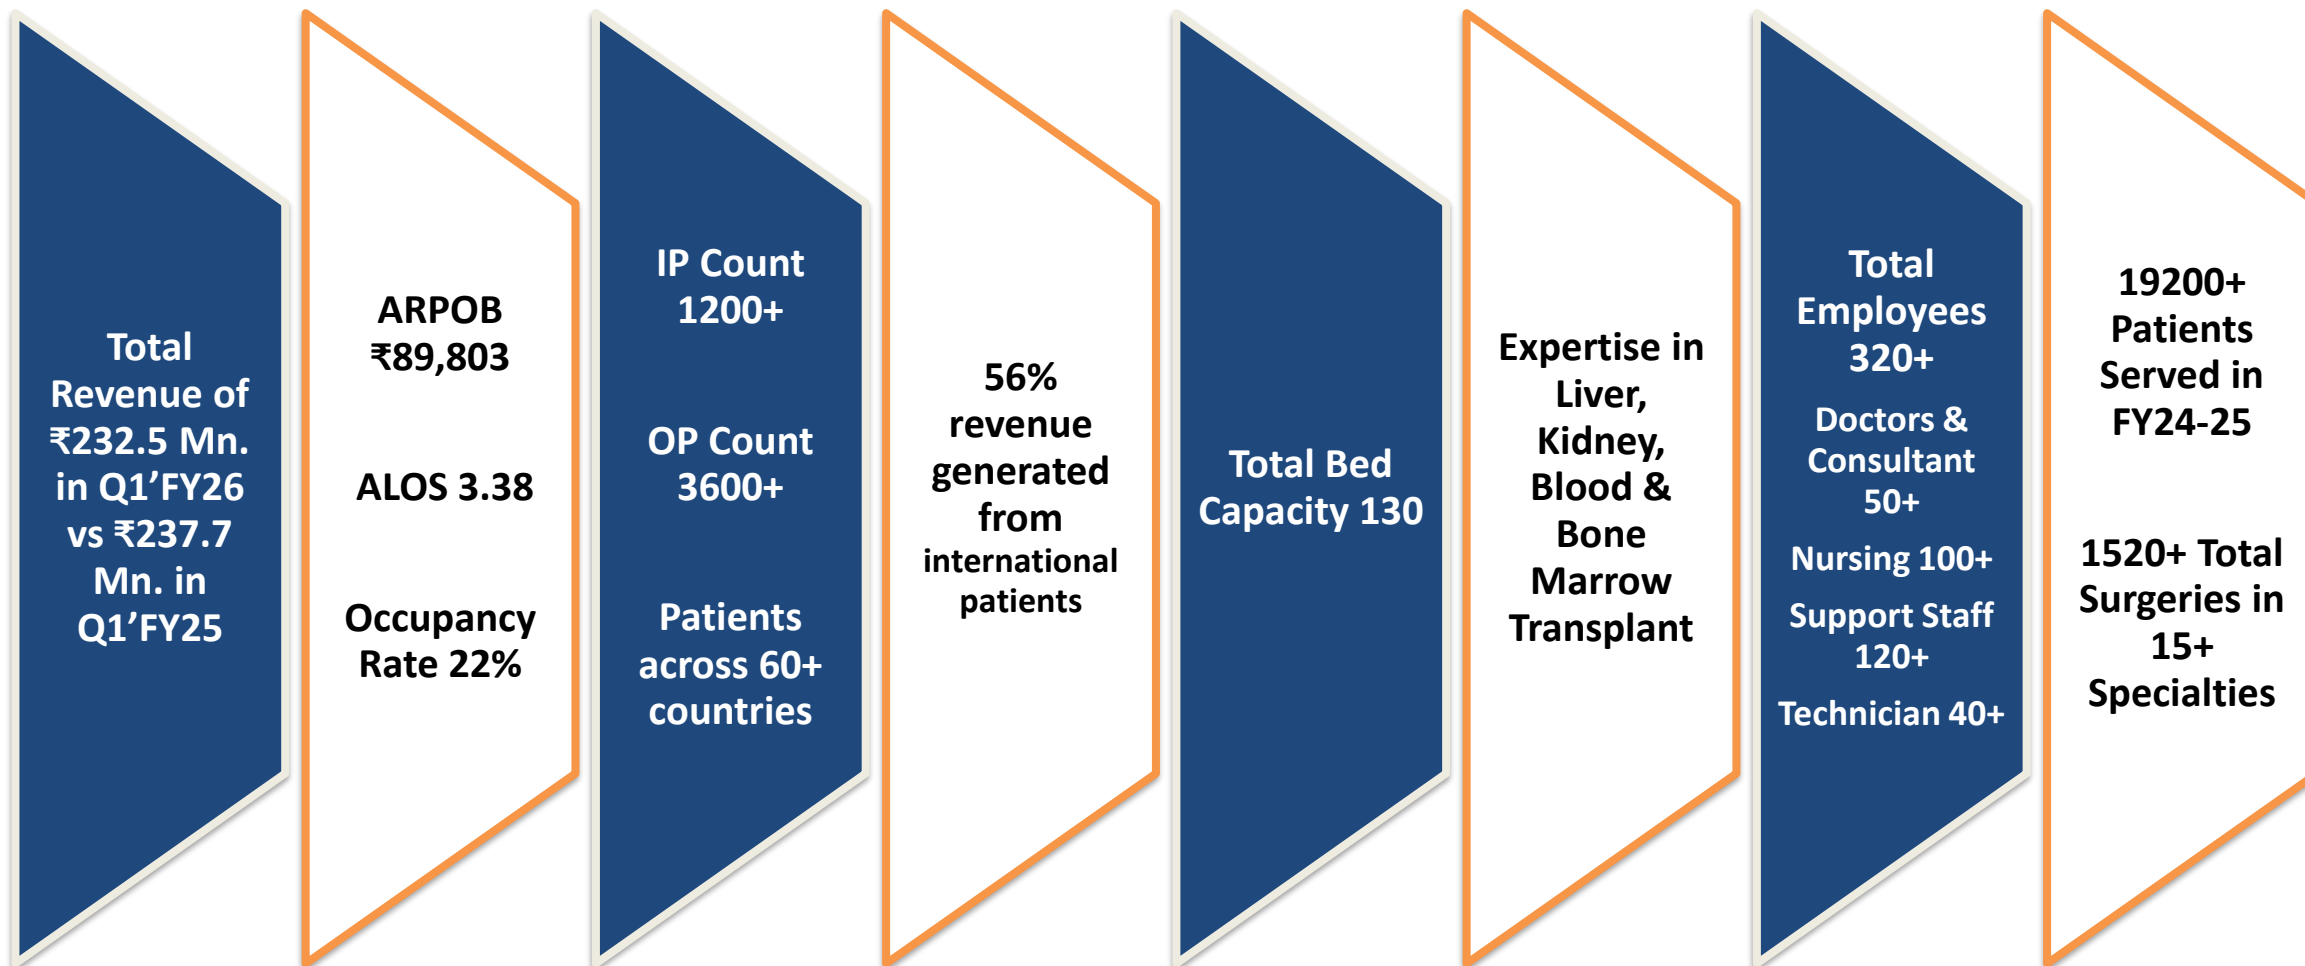 Total
Revenue of
₹232.5 Mn.
in Q1’FY26
vs ₹237.7
Mn. in
Q1’FY25
ARPOB
₹89,803
ALOS 3.38
Occupancy
Rate 22%
IP Count
1200+
OP Count
3600+
Patients
across 60+
countries
56%
revenue
generated
from
international
patients
Total Bed
Capacity 130
Expertise in
Liver,
Kidney,
Blood &
Bone
Marrow
Transplant
Total
Employees
320+
Doctors &
Consultant
50+
Nursing 100+
Support Staff
120+
Technician 40+
19200+
Patients
Served in
FY24-25
1520+ Total
Surgeries in
15+
Specialties